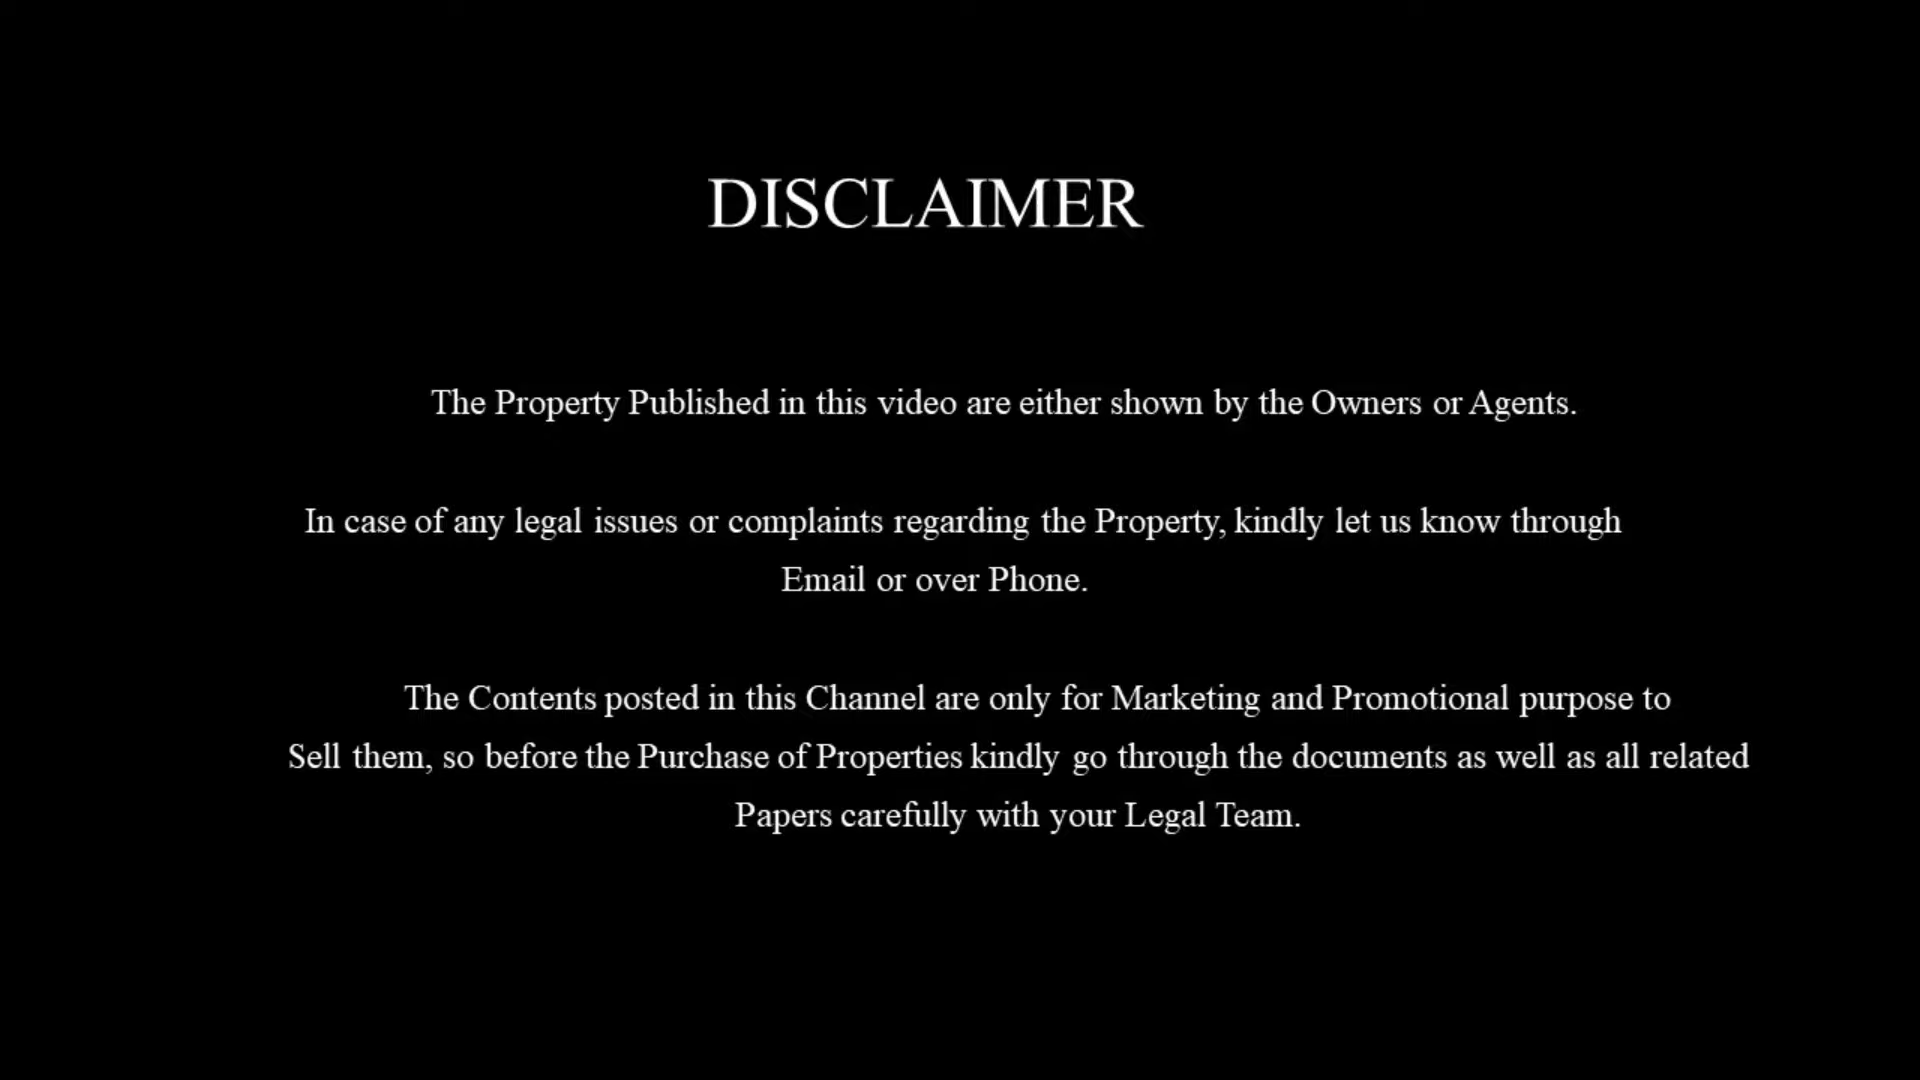 DISCLAIMER
The Property Published in this video are either shown by the Owners or Agents.
In case of any legal issues or complaints regarding the Property, kindly let us know through
Email or over Phone.
The Contents posted in this Channel are only for Marketing and Promotional purpose to
Sell them, so before the Purchase of Properties kindly go through the documents as well as all related
Papers carefully with your Legal Team.